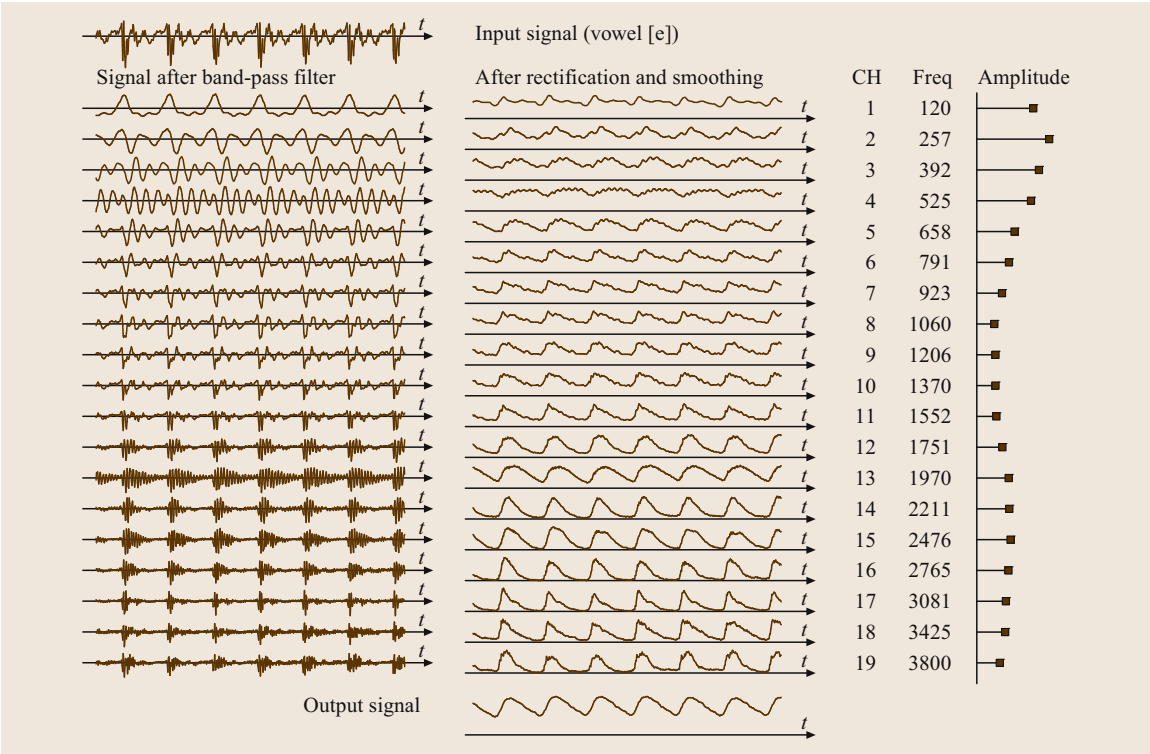 t
Input signal (vowel [e])
Signal after band-pass filter After rectification and smoothing CH Freq Amplitude
t t 1 120
t t 2 257
t t 3 392
t t 4 525
t t 5 658
t t 6 791
t t 7 923
t t 8 1060
t t 9 1206
t t 10 1370
t t 11 1552
t t 12 1751
t t 13 1970
t t 14 2211
t t 15 2476
t t 16 2765
t t 17 3081
t t 18 3425
t t 19 3800
Output signal
t